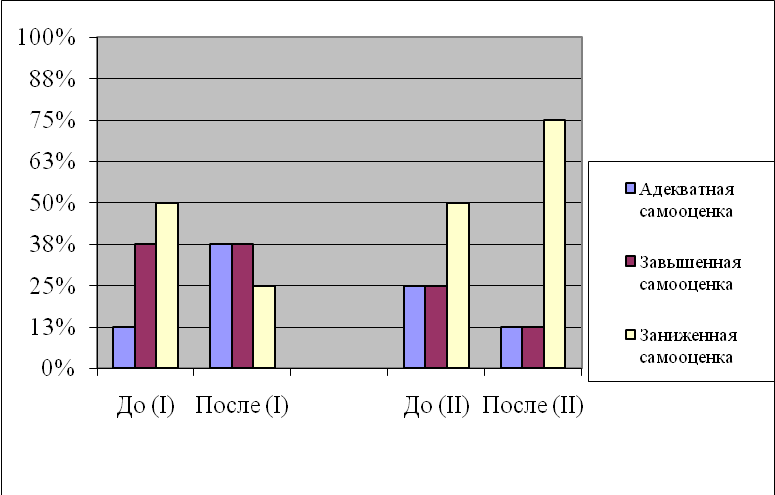 100%
88%
75%
63%
50%
38%
25%
13%
0%
До (I)
После (I)
До (II)
После (II)
Адекватная
самооценка
Завышенная
самооценка
Заниженная
самооценка